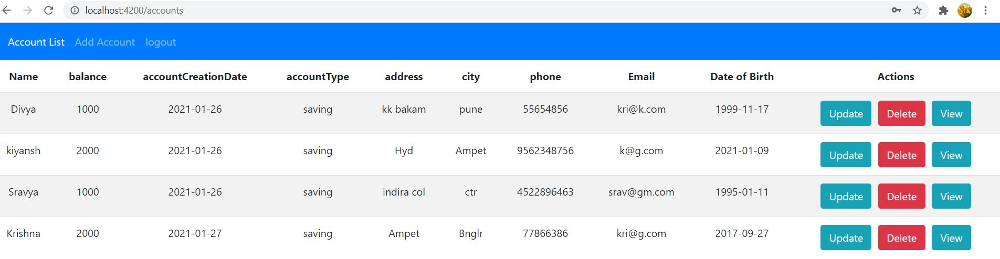 localhost:4200/accounts
Account List Add Account logout
Name balance accountCreationDate accountType address city phone Email Date of Birth Actions
Divya 1000 2021-01-26 saving kk bakam pune 55654856 kri@k.com 1999-11-17 Update Delete View
kiyansh 2000 2021-01-26 saving Hyd Ampet 9562348756 k@g.com 2021-01-09 Update Delete View
Sravya 1000 2021-01-26 saving indira col ctr 4522896463 srav@gm.com 1995-01-11 Update Delete View
Krishna 2000 2021-01-27 saving Ampet Bnglr 77866386 kri@g.com 2017-09-27 Update Delete View